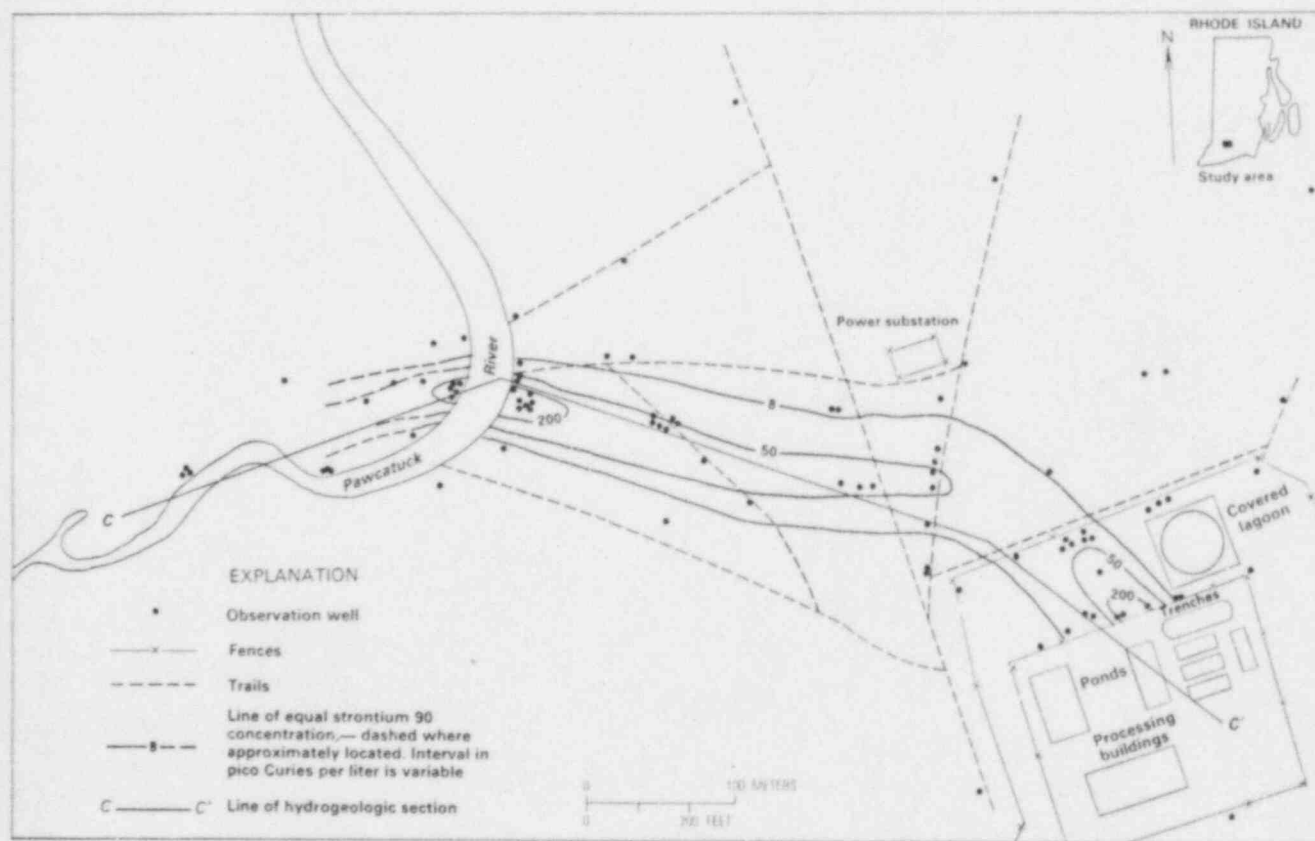 RHODE ISLAND
N
Study area
Power substation
River
8
200
50
Pawcatuck
C
Covered
lagoon
50
200
Trenches
Ponds
Processing
buildings
C'
EXPLANATION
Observation well
Fences
Trails
8
Line of equal strontium 90
concentration,— dashed where
approximately located. Interval in
pico Curies per liter is variable
C C' Line of hydrogeologic section
0 100 METERS
0 200 FEET